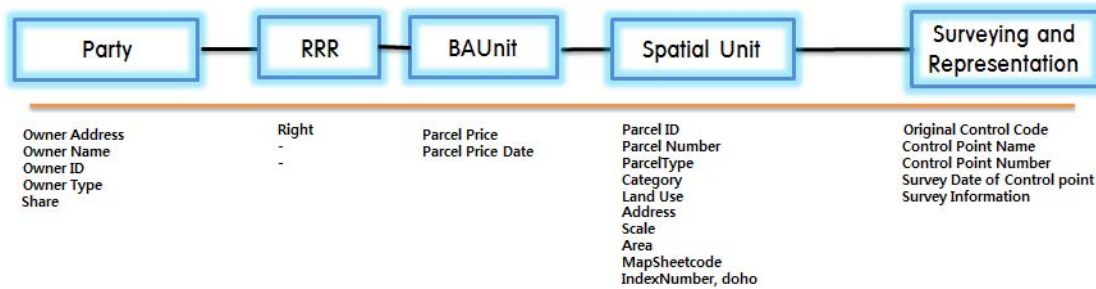 Party
RRR
BAUnit
Spatial Unit
Surveying and
Representation
Owner Address
Owner Name
Owner ID
Owner Type
Share
Right
-
-
Parcel Price
Parcel Price Date
Parcel ID
Parcel Number
ParcelType
Category
Land Use
Address
Scale
Area
MapSheetcode
IndexNumber, doho
Original Control Code
Control Point Name
Control Point Number
Survey Date of Control point
Survey Information